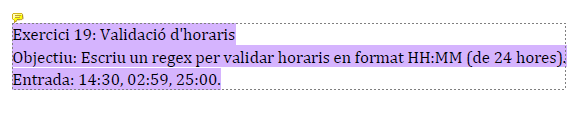 Exercici 19: Validació d'horaris
Objectiu: Escriu un regex per validar horaris en format HH:MM (de 24 hores).
Entrada: 14:30, 02:59, 25:00.